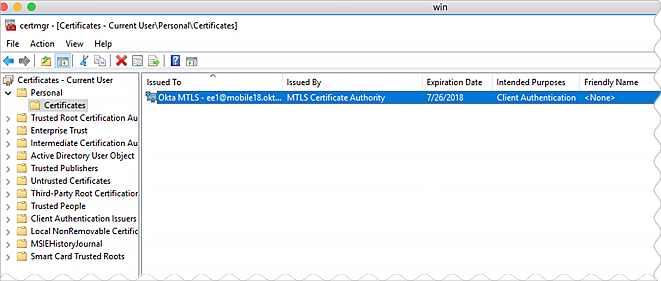 win
certmgr - [Certificates - Current User\Personal\Certificates]
File Action View Help
Certificates - Current User
Personal
Certificates
Trusted Root Certification Au
Enterprise Trust
Intermediate Certification Au
Active Directory User Object
Trusted Publishers
Untrusted Certificates
Third-Party Root Certification
Trusted People
Client Authentication Issuers
Local NonRemovable Certific
MSIEHistoryJournal
Smart Card Trusted Roots
Issued To Issued By Expiration Date Intended Purposes Friendly Name
Okta MTLS - ee1@mobile18.okt... MTLS Certificate Authority 7/26/2018 Client Authentication <None>